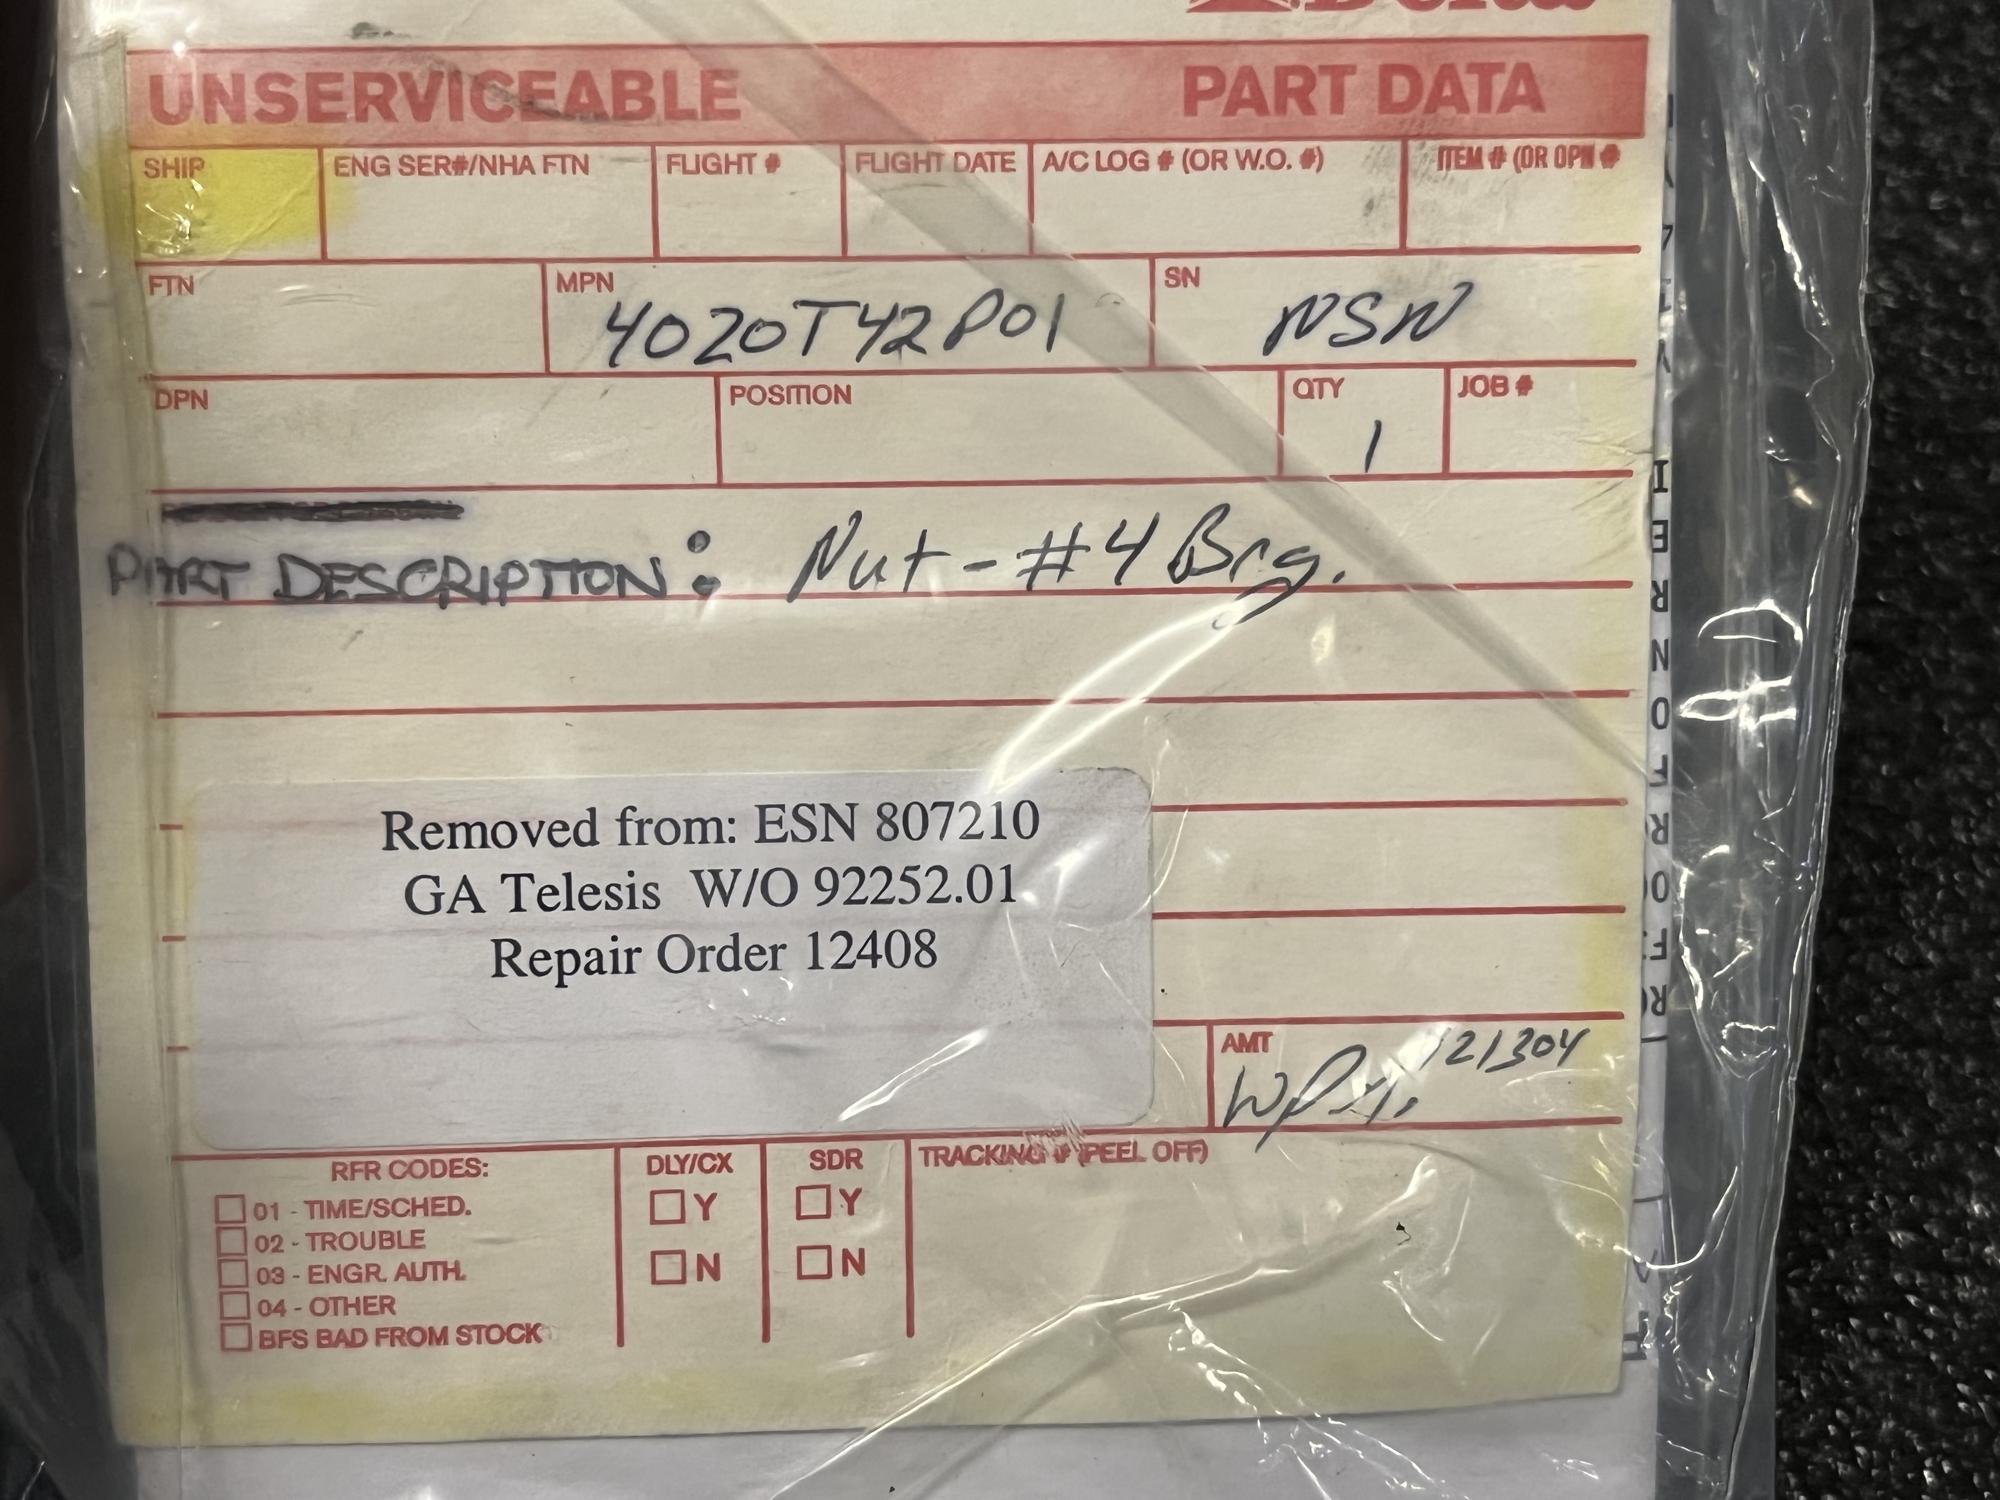 Delta
UNSERVICEABLE PART DATA
SHIP ENG SER#/NHA FTN FLIGHT # FLIGHT DATE A/C LOG # (OR W.O. #) ITEM # (OR OPN #
FTN MPN 4020T42P01 SN NSN
DPN POSITION QTY 1 JOB #
PART DESCRIPTION: Nut - #4 Brg.
Removed from: ESN 807210
GA Telesis W/O 92252.01
Repair Order 12408
AMT 121304
RFR CODES: DLY/CX SDR TRACKING # (PEEL OFF)
01 - TIME/SCHED. Y Y
02 - TROUBLE
03 - ENGR. AUTH. N N
04 - OTHER
BFS BAD FROM STOCK